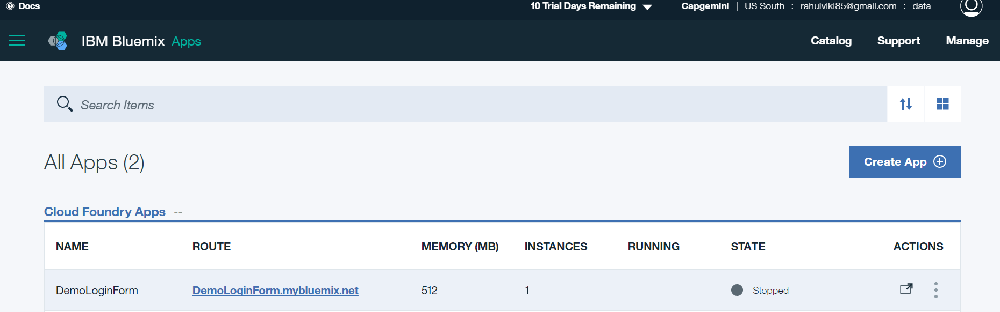 Docs
10 Trial Days Remaining
Capgemini | US South : rahulviki85@gmail.com : data
IBM Bluemix Apps
Catalog
Support
Manage
Search Items
All Apps (2)
Create App
Cloud Foundry Apps --
NAME ROUTE MEMORY (MB) INSTANCES RUNNING STATE ACTIONS
DemoLoginForm DemoLoginForm.mybluemix.net 512 1 Stopped